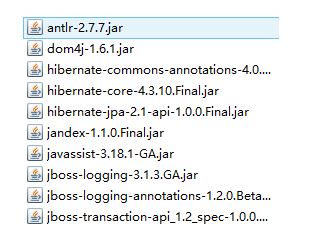 antlr-2.7.7.jar
dom4j-1.6.1.jar
hibernate-commons-annotations-4.0....
hibernate-core-4.3.10.Final.jar
hibernate-jpa-2.1-api-1.0.0.Final.jar
jandex-1.1.0.Final.jar
javassist-3.18.1-GA.jar
jboss-logging-3.1.3.GA.jar
jboss-logging-annotations-1.2.0.Beta...
jboss-transaction-api_1.2_spec-1.0.0....